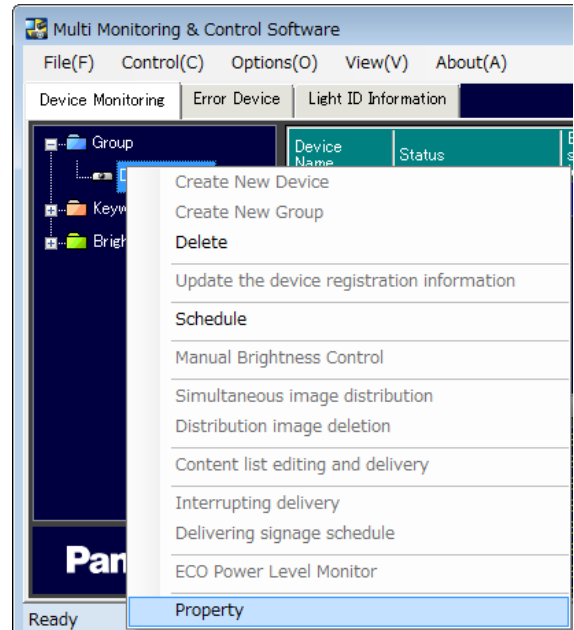 Multi Monitoring & Control Software
File(F) Control(C) Options(O) View(V) About(A)
Device Monitoring Error Device Light ID Information
Group
Device Name
Status
Create New Device
Create New Group
Delete
Update the device registration information
Schedule
Manual Brightness Control
Simultaneous image distribution
Distribution image deletion
Content list editing and delivery
Interrupting delivery
Delivering signage schedule
ECO Power Level Monitor
Property
Keyw
Brigh
Pan
Ready